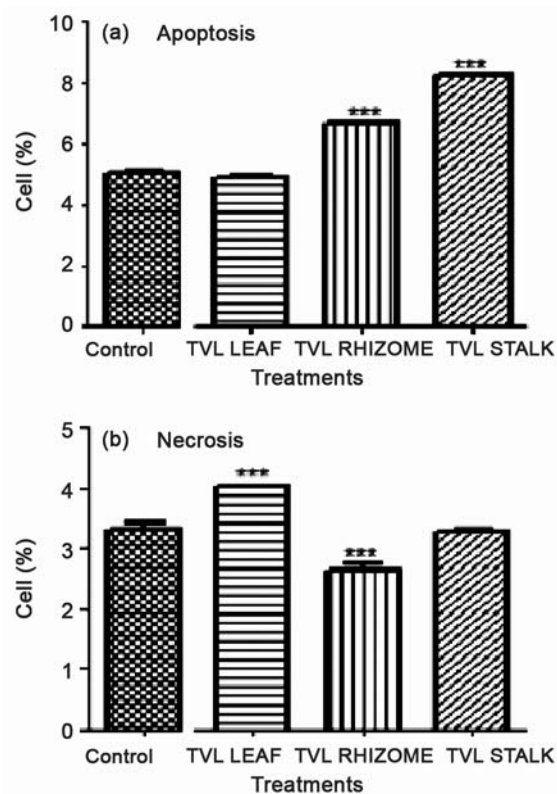 (a) Apoptosis
10
8
6
4
2
0
Cell (%)
***
***
Control TVL LEAF TVL RHIZOME TVL STALK
Treatments
(b) Necrosis
5
4
3
2
1
0
Cell (%)
***
***
Control TVL LEAF TVL RHIZOME TVL STALK
Treatments